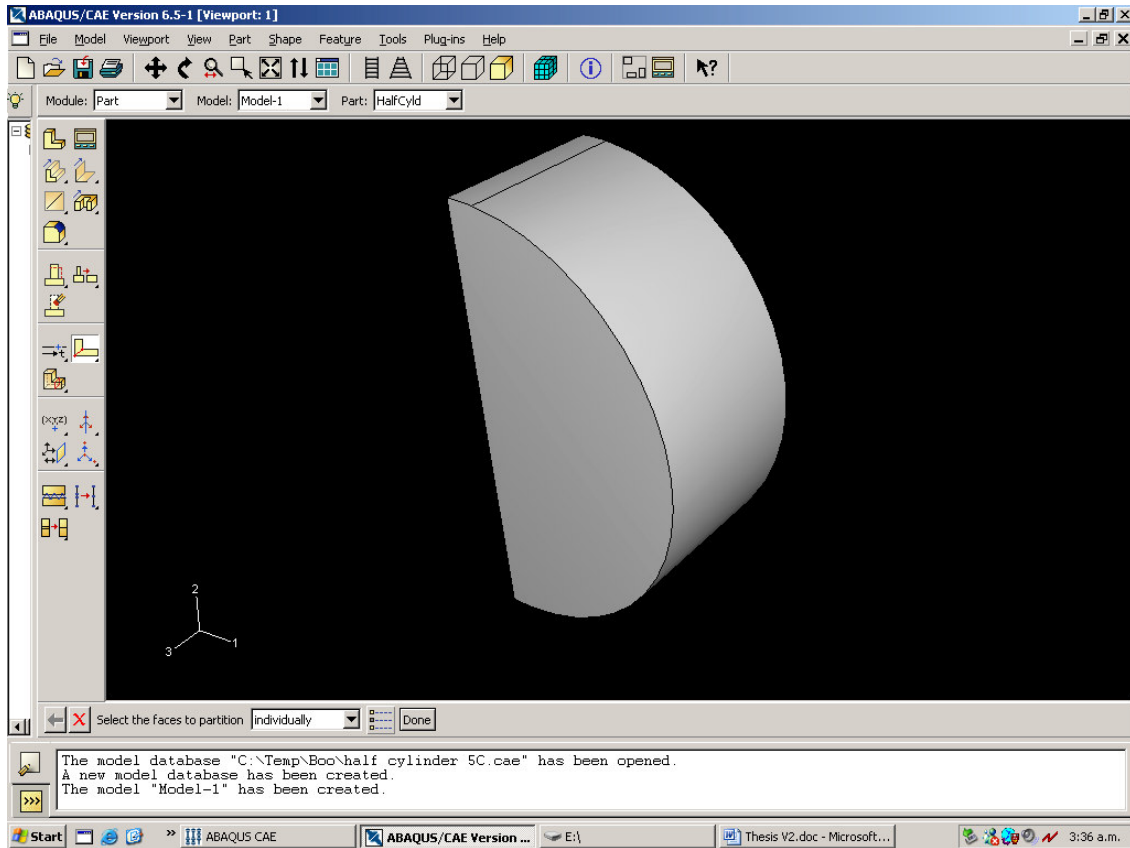 ABAQUS/CAE Version 6.5-1 [Viewport: 1]
File Model Viewport View Part Shape Feature Tools Plug-ins Help
Module: Part Model: Model-1 Part: HalfCyld
(XYZ)
2
3
1
Select the faces to partition individually Done
The model database "C:\Temp\Boo\half cylinder 5C.cae" has been opened.
A new model database has been created.
The model "Model-1" has been created.
>>>
Start » ABAQUS CAE ABAQUS/CAE Version ... E:\ Thesis V2.doc - Microsoft... 3:36 a.m.